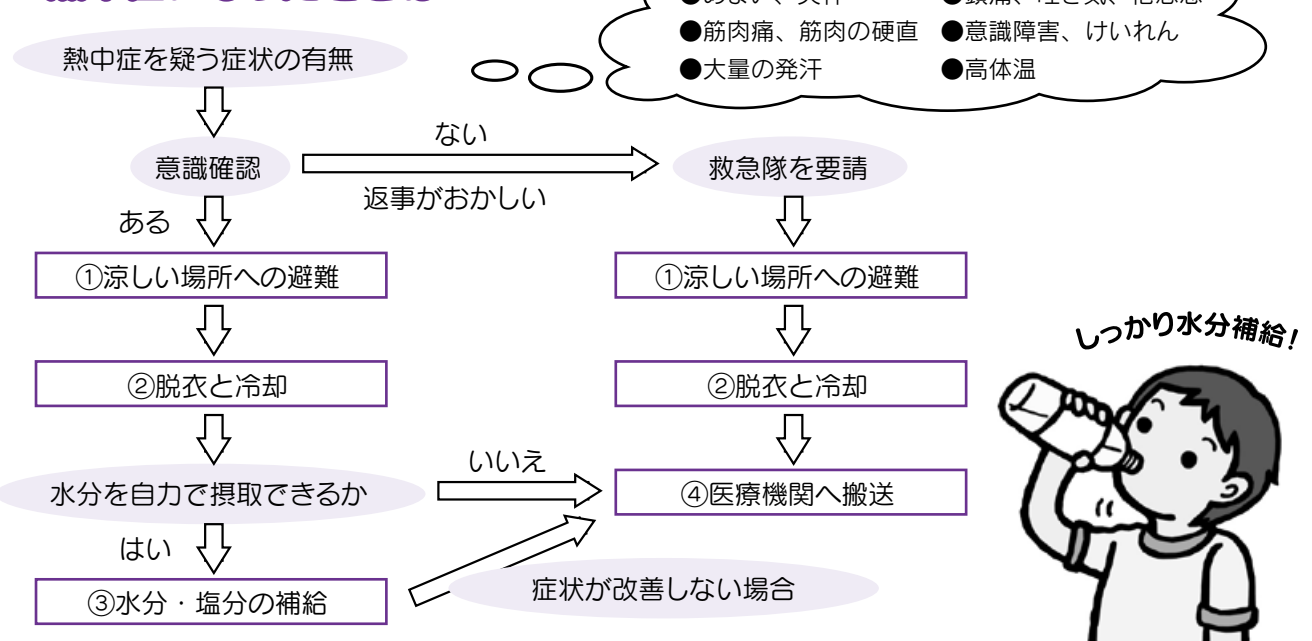 ●筋肉痛、筋肉の硬直 ●意識障害、けいれん
●大量の発汗 ●高体温
熱中症を疑う症状の有無
意識確認
ない
返事がおかしい
救急隊を要請
ある
①涼しい場所への避難
①涼しい場所への避難
②脱衣と冷却
②脱衣と冷却
水分を自力で摂取できるか
いいえ
④医療機関へ搬送
はい
③水分・塩分の補給
症状が改善しない場合
しっかり水分補給!